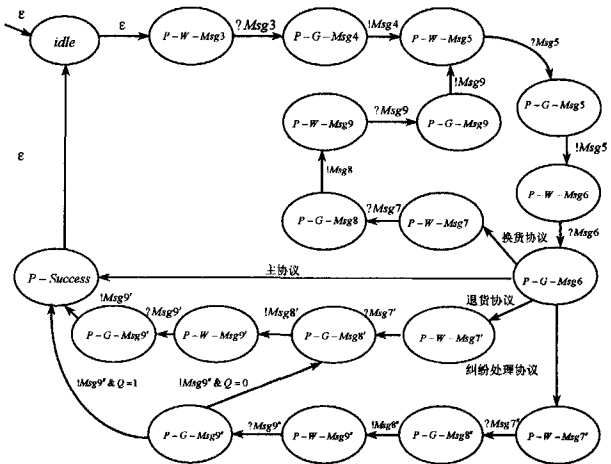 ε
idle
ε
P-W-Msg3
?Msg3
P-G-Msg4
!Msg4
P-W-Msg5
?Msg5
P-G-Msg5
!Msg5
P-W-Msg6
?Msg6
P-G-Msg6
!Msg9
P-G-Msg9
?Msg9
P-W-Msg9
!Msg8
P-G-Msg8
?Msg7
P-W-Msg7
换货协议
ε
主协议
P-Success
退货协议
!Msg9′
P-G-Msg9′
?Msg9′
P-W-Msg9′
!Msg8′
P-G-Msg8′
?Msg7′
P-W-Msg7′
纠纷处理协议
!Msg9″&Q=1
!Msg9″&Q=0
P-G-Msg9″
?Msg9″
P-W-Msg9″
!Msg8″
P-G-Msg8″
?Msg7″
P-W-Msg7″